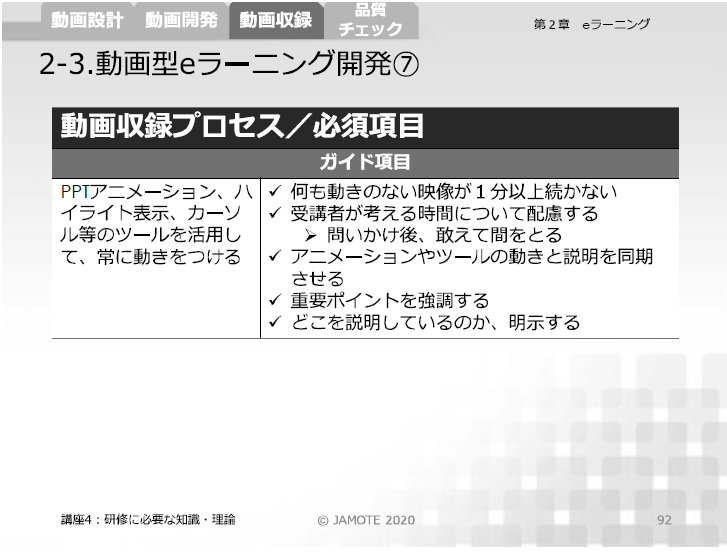 動画設計 動画開発 動画収録 品質
チェック
第2章 eラーニング
2-3.動画型eラーニング開発⑦
動画収録プロセス／必須項目
ガイド項目
PPTアニメーション、ハ
イライト表示、カーソ
ル等のツールを活用し
て、常に動きをつける
✓ 何も動きのない映像が１分以上続かない
✓ 受講者が考える時間について配慮する
➢ 問いかけ後、敢えて間をとる
✓ アニメーションやツールの動きと説明を同期
させる
✓ 重要ポイントを強調する
✓ どこを説明しているのか、明示する
講座4：研修に必要な知識・理論
© JAMOTE 2020
92